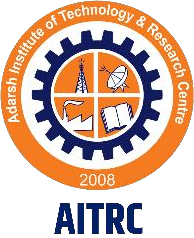 Adarsh Institute of Technology & Research Centre
2008
AITRC